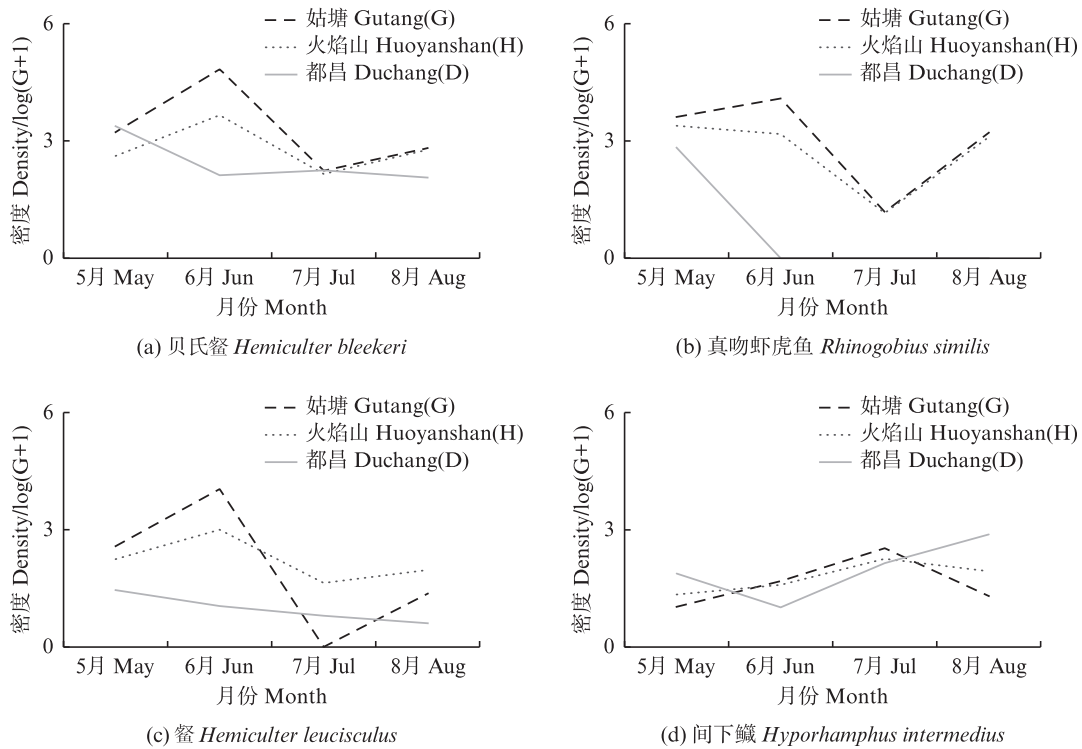 6
3
0
密度 Density/log(G+1)
姑塘 Gutang(G)
火焰山 Huoyanshan(H)
都昌 Duchang(D)
5月 May
6月 Jun
7月 Jul
8月 Aug
月份 Month
(a) 贝氏䱗 Hemiculter bleekeri
6
3
0
密度 Density/log(G+1)
姑塘 Gutang(G)
火焰山 Huoyanshan(H)
都昌 Duchang(D)
5月 May
6月 Jun
7月 Jul
8月 Aug
月份 Month
(b) 真吻虾虎鱼 Rhinogobius similis
6
3
0
密度 Density/log(G+1)
姑塘 Gutang(G)
火焰山 Huoyanshan(H)
都昌 Duchang(D)
5月 May
6月 Jun
7月 Jul
8月 Aug
月份 Month
(c) 䱗 Hemiculter leucisculus
6
3
0
密度 Density/log(G+1)
姑塘 Gutang(G)
火焰山 Huoyanshan(H)
都昌 Duchang(D)
5月 May
6月 Jun
7月 Jul
8月 Aug
月份 Month
(d) 间下鱵 Hyporhamphus intermedius